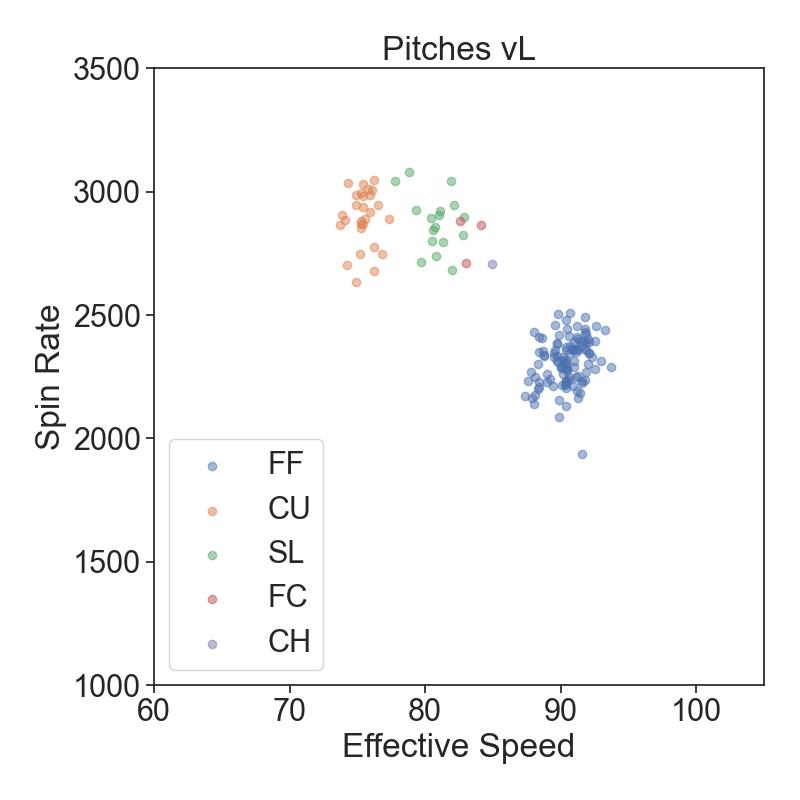 Pitches vL
3500
3000
2500
2000
1500
1000
Spin Rate
FF
CU
SL
FC
CH
60 70 80 90 100
Effective Speed